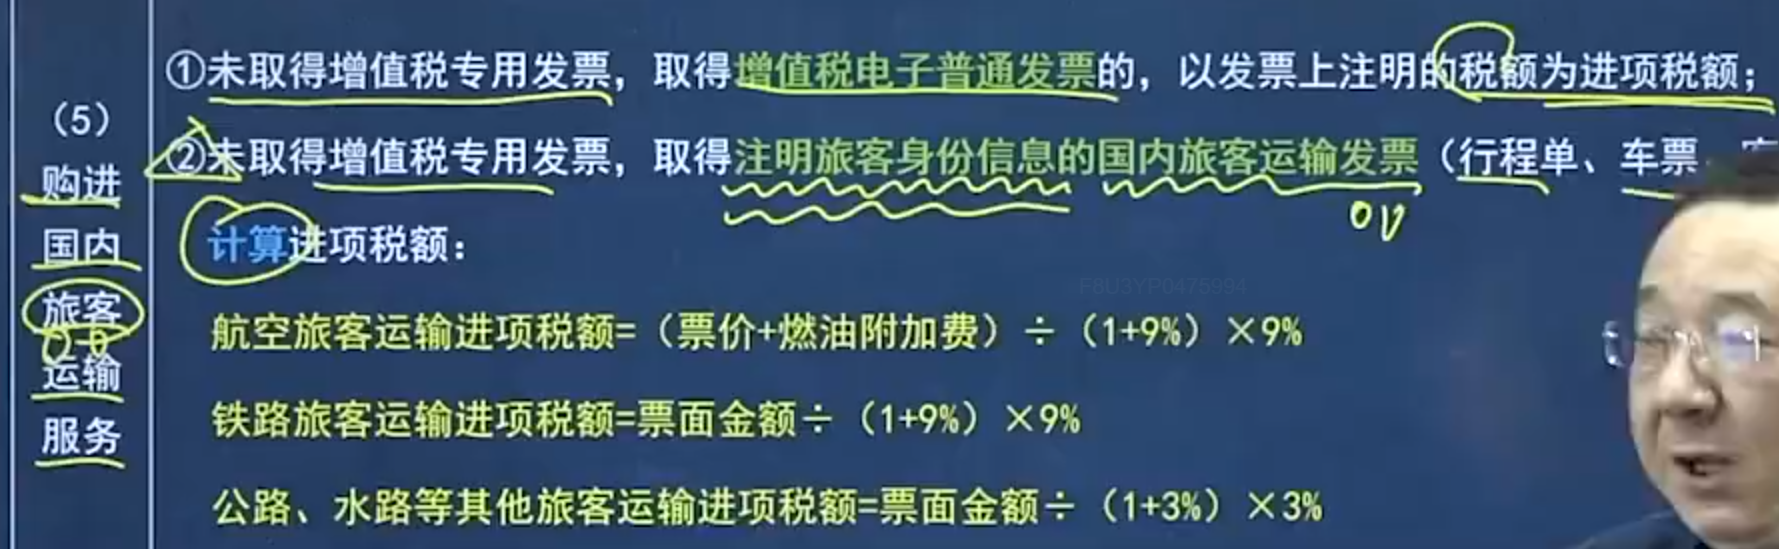 （5）
购进
国内
旅客
运输
服务
①未取得增值税专用发票，取得增值税电子普通发票的，以发票上注明的税额为进项税额；
②未取得增值税专用发票，取得注明旅客身份信息的国内旅客运输发票（行程单、车票、
计算进项税额：
F8U3YP0475994
航空旅客运输进项税额=（票价+燃油附加费）÷（1+9%）×9%
铁路旅客运输进项税额=票面金额÷（1+9%）×9%
公路、水路等其他旅客运输进项税额=票面金额÷（1+3%）×3%